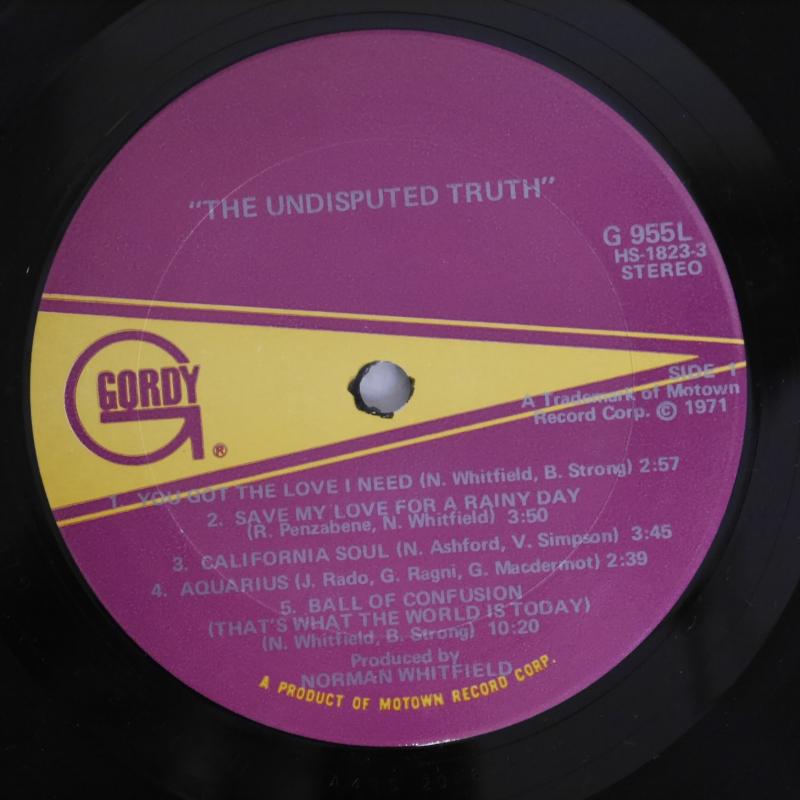 "THE UNDISPUTED TRUTH"
G 955L
HS-1823-3
STEREO
GORDY
®
SIDE 1
A Trademark of Motown
Record Corp. © 1971
1. YOU GOT THE LOVE I NEED (N. Whitfield, B. Strong) 2:57
2. SAVE MY LOVE FOR A RAINY DAY
(R. Penzabene, N. Whitfield) 3:50
3. CALIFORNIA SOUL (N. Ashford, V. Simpson) 3:45
4. AQUARIUS (J. Rado, G. Ragni, G. Macdermot) 2:39
5. BALL OF CONFUSION
(THAT'S WHAT THE WORLD IS TODAY)
(N. Whitfield, B. Strong) 10:20
Produced by
NORMAN WHITFIELD
A PRODUCT OF MOTOWN RECORD CORP.